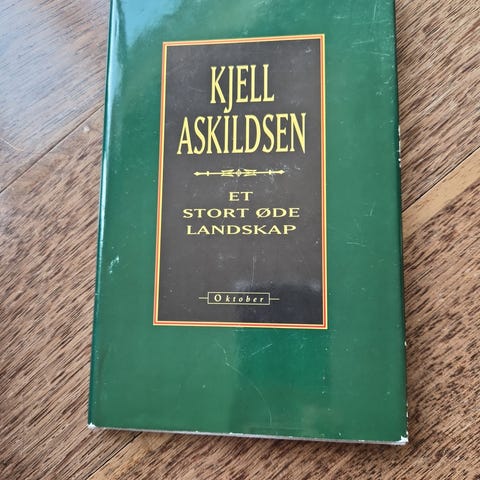 KJELL
ASKILDSEN
ET
STORT ØDE
LANDSKAP
Oktober